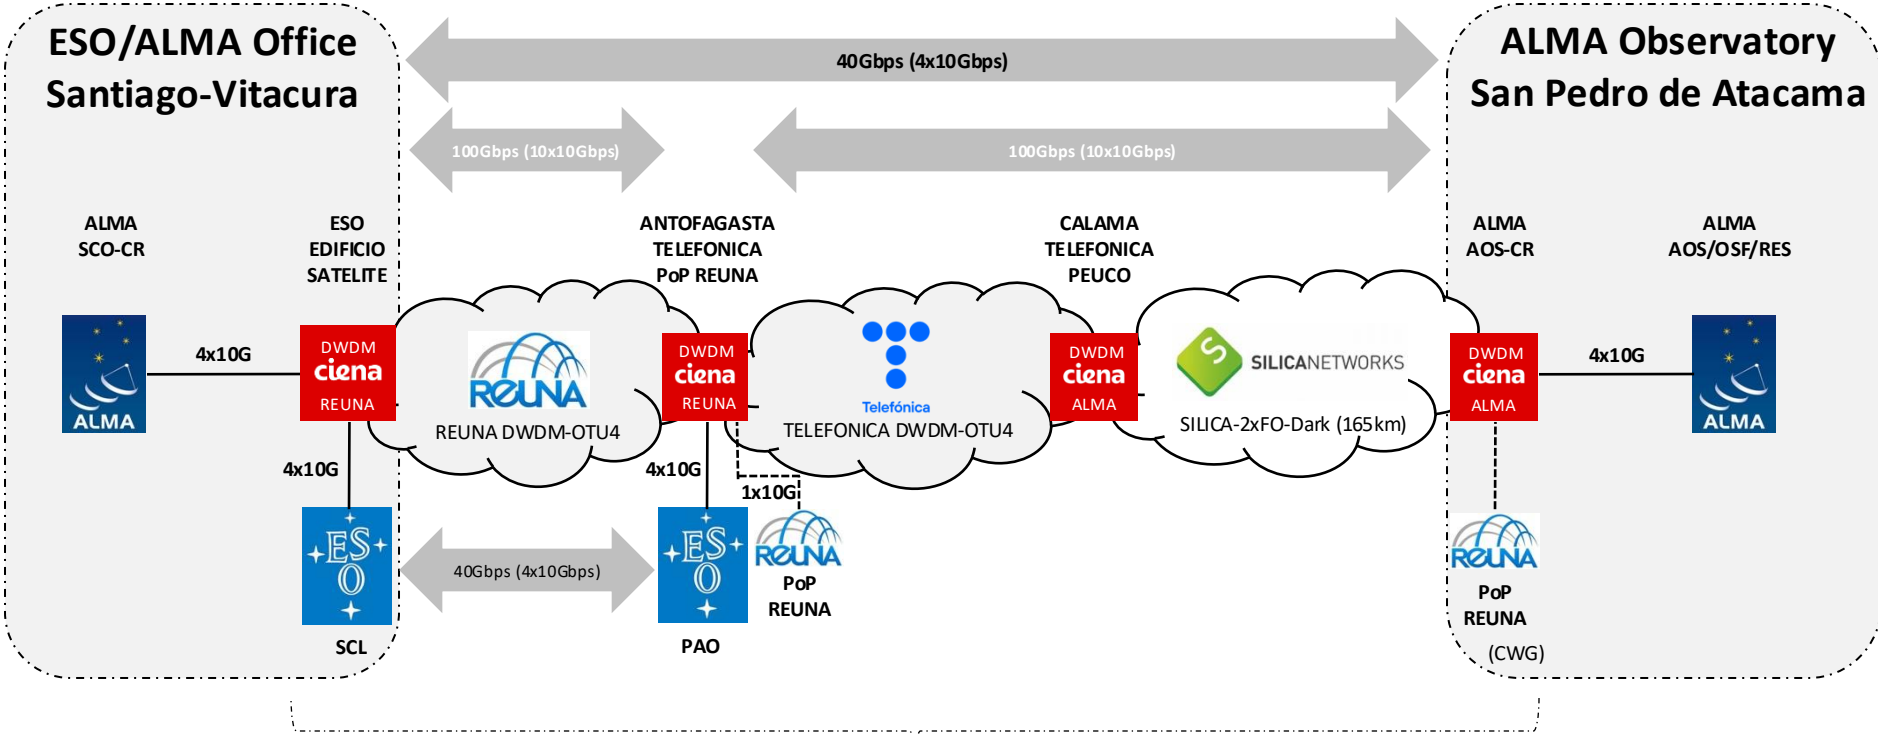 ESO/ALMA Office
Santiago-Vitacura
40Gbps (4x10Gbps)
ALMA Observatory
San Pedro de Atacama
100Gbps (10x10Gbps)
100Gbps (10x10Gbps)
ALMA
SCO-CR
ESO
EDIFICIO
SATELITE
ANTOFAGASTA
TELEFONICA
PoP REUNA
CALAMA
TELEFONICA
PEUCO
ALMA
AOS-CR
ALMA
AOS/OSF/RES
ALMA
4x10G
DWDM
ciena
REUNA
REUNA
REUNA DWDM-OTU4
DWDM
ciena
REUNA
Telefónica
TELEFONICA DWDM-OTU4
DWDM
ciena
ALMA
S
SILICANETWORKS
SILICA-2xFO-Dark (165km)
DWDM
ciena
ALMA
4x10G
ALMA
4x10G
4x10G
1x10G
ESO
SCL
40Gbps (4x10Gbps)
ESO
PAO
REUNA
PoP
REUNA
REUNA
PoP
REUNA
(CWG)